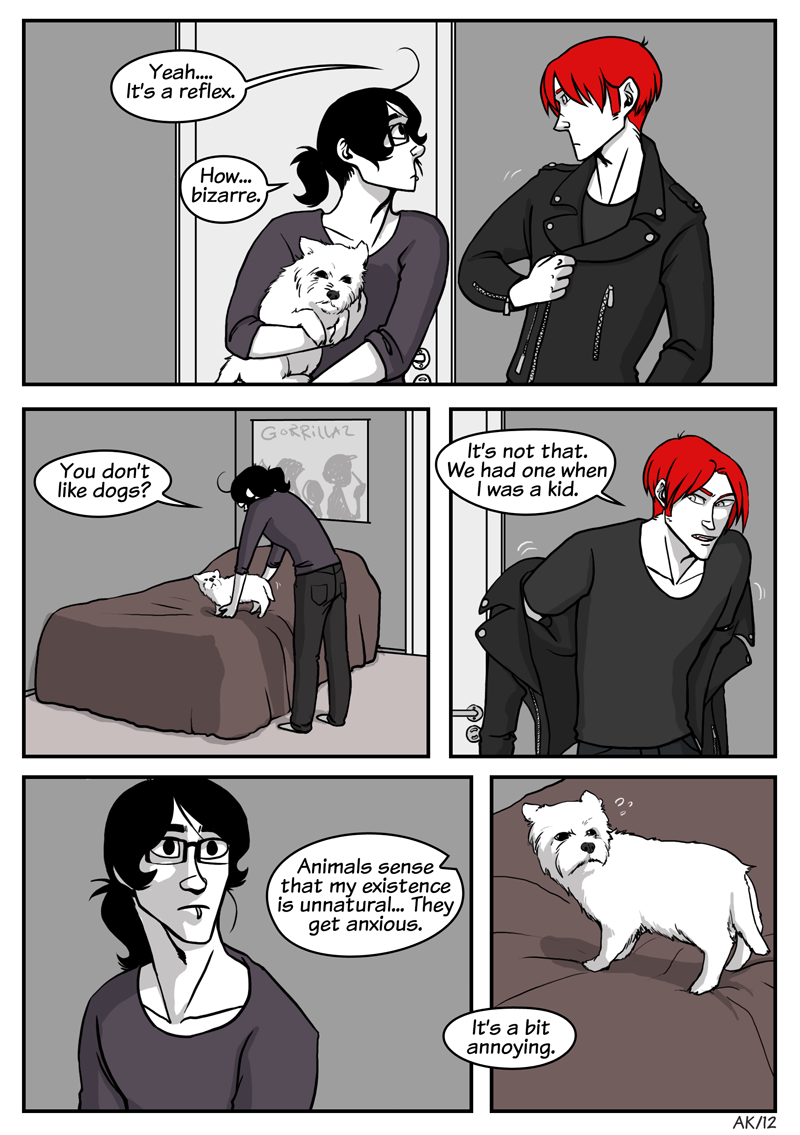 Yeah....
It's a reflex.
How...
bizarre.
You don't
like dogs?
GORRILLAZ
It's not that.
We had one when
I was a kid.
Animals sense
that my existence
is unnatural... They
get anxious.
It's a bit
annoying.
AK/12